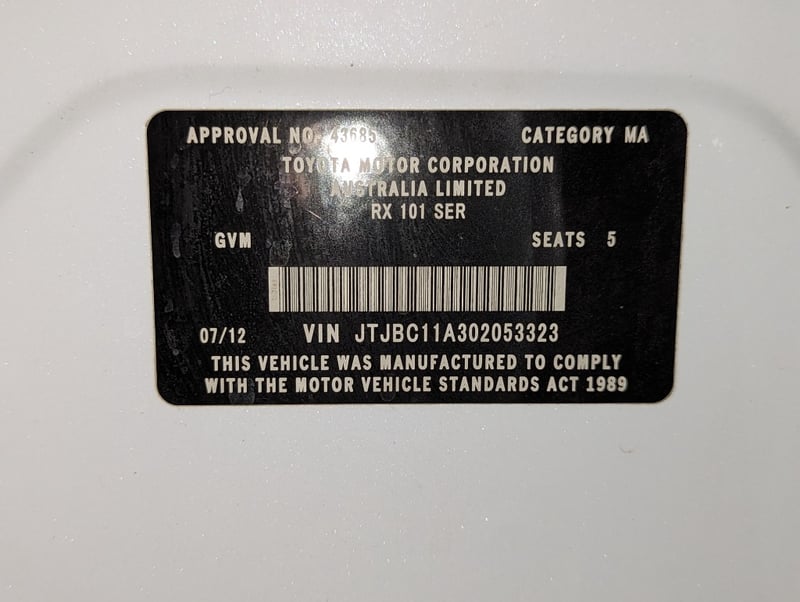 APPROVAL NO. 43685 CATEGORY MA
TOYOTA MOTOR CORPORATION
AUSTRALIA LIMITED
RX 101 SER
GVM SEATS 5
07/12 VIN JTJBC11A302053323
THIS VEHICLE WAS MANUFACTURED TO COMPLY
WITH THE MOTOR VEHICLE STANDARDS ACT 1989